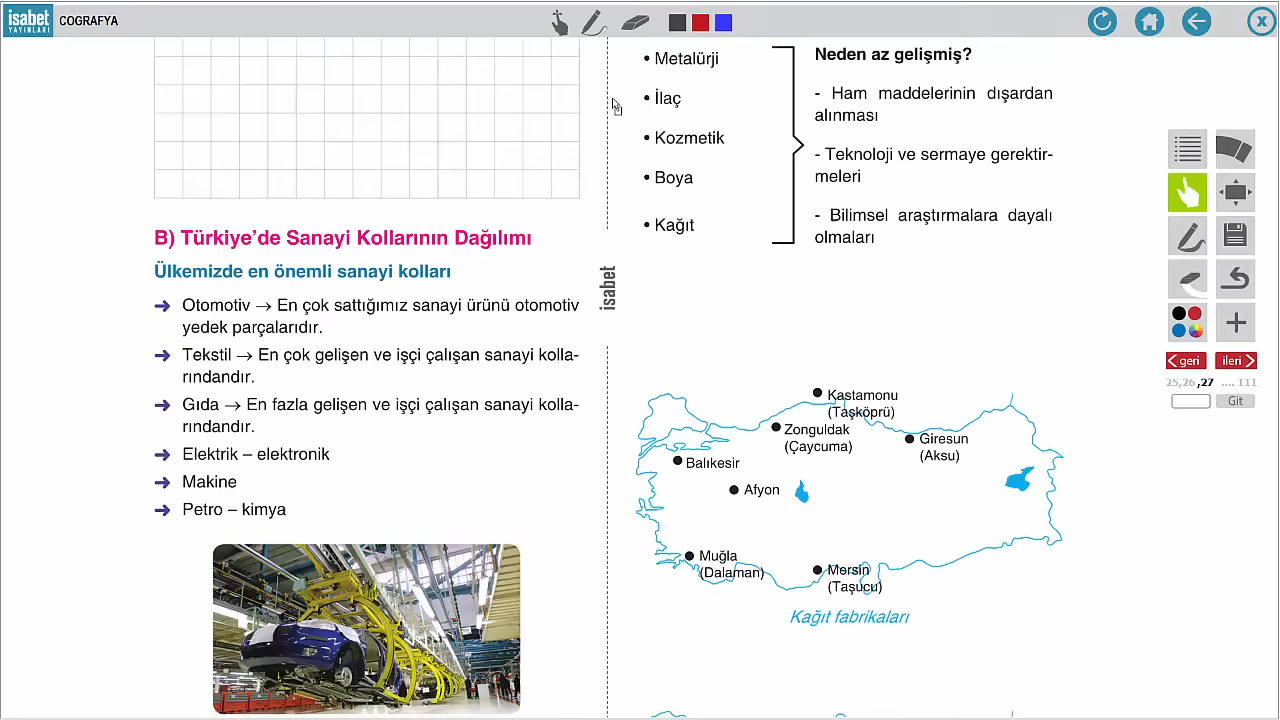 isabet
YAYINLARI
COGRAFYA
B) Türkiye’de Sanayi Kollarının Dağılımı
Ülkemizde en önemli sanayi kolları
➔ Otomotiv → En çok sattığımız sanayi ürünü otomotiv
yedek parçalarıdır.
➔ Tekstil → En çok gelişen ve işçi çalışan sanayi kolla-
rındandır.
➔ Gıda → En fazla gelişen ve işçi çalışan sanayi kolla-
rındandır.
➔ Elektrik – elektronik
➔ Makine
➔ Petro – kimya
isabet
• Metalürji
• İlaç
• Kozmetik
• Boya
• Kağıt
Neden az gelişmiş?
- Ham maddelerinin dışardan
alınması
- Teknoloji ve sermaye gerektir-
meleri
- Bilimsel araştırmalara dayalı
olmaları
Kastamonu
(Taşköprü)
Zonguldak
(Çaycuma)
Giresun
(Aksu)
Balıkesir
Afyon
Muğla
(Dalaman)
Mersin
(Taşucu)
Kağıt fabrikaları
geri
ileri
25,26,27 .... 111
Git